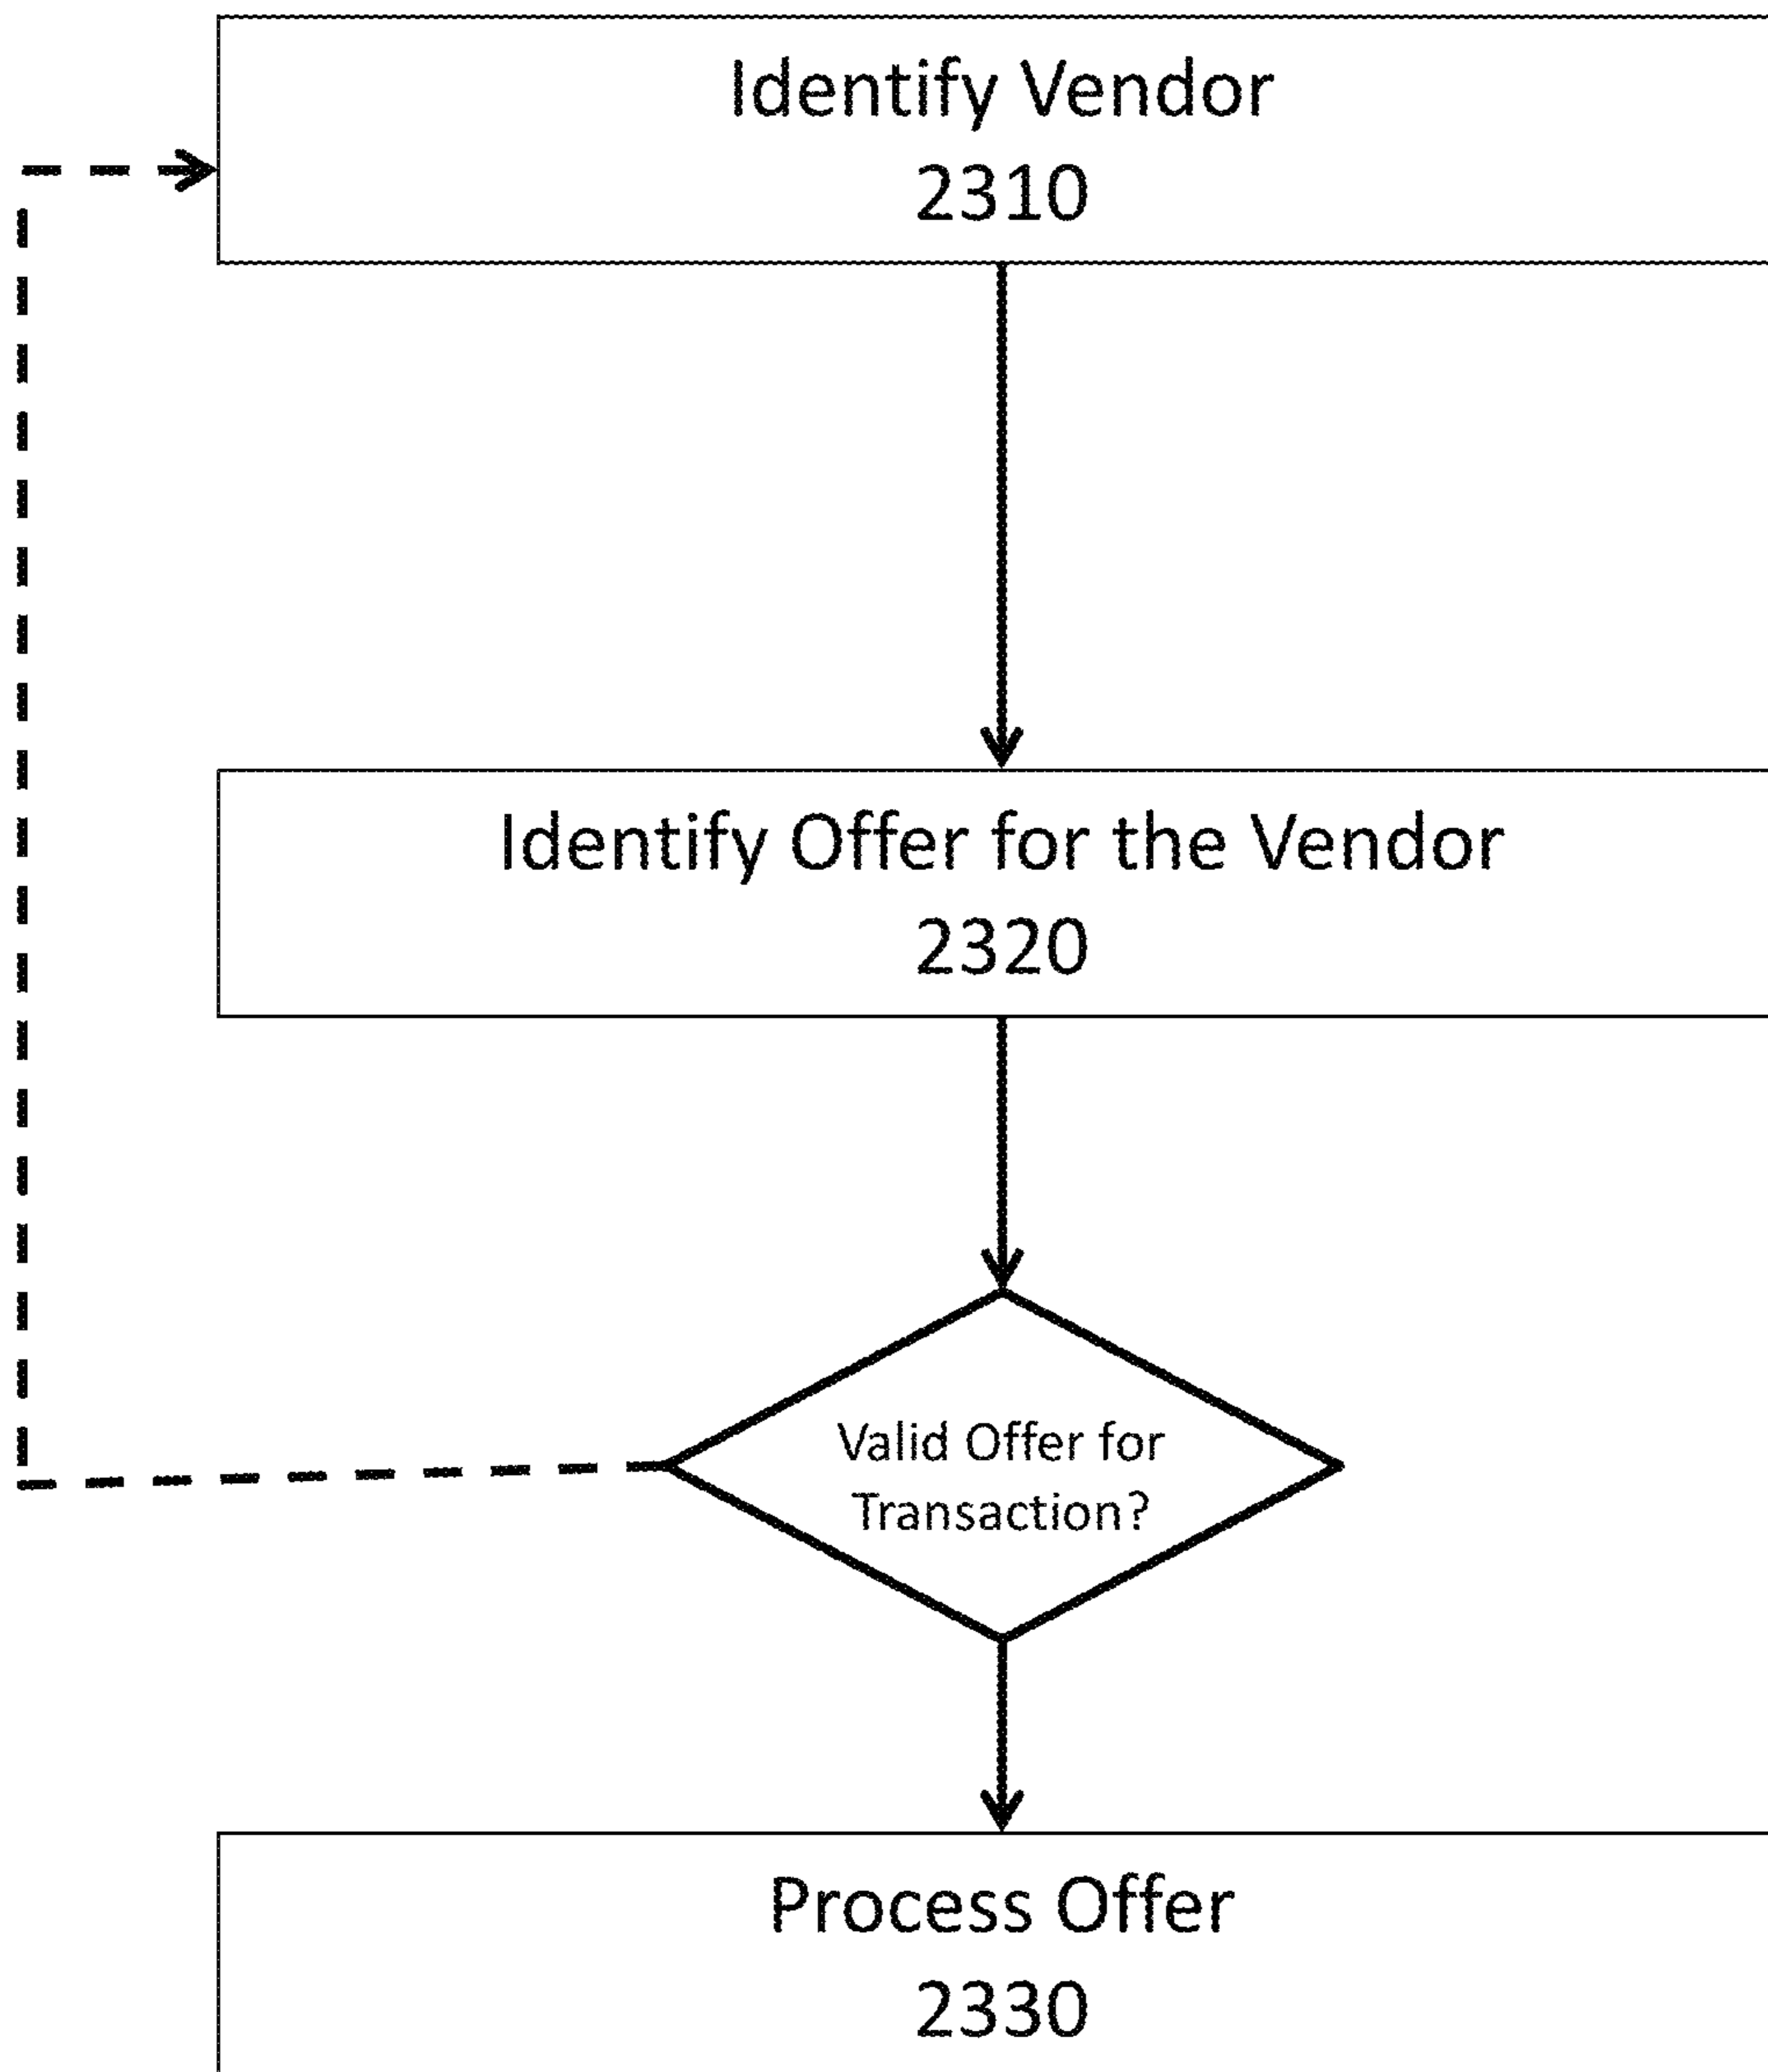 Identify Vendor
2310
Identify Offer for the Vendor
2320
Valid Offer for
Transaction?
Process Offer
2330